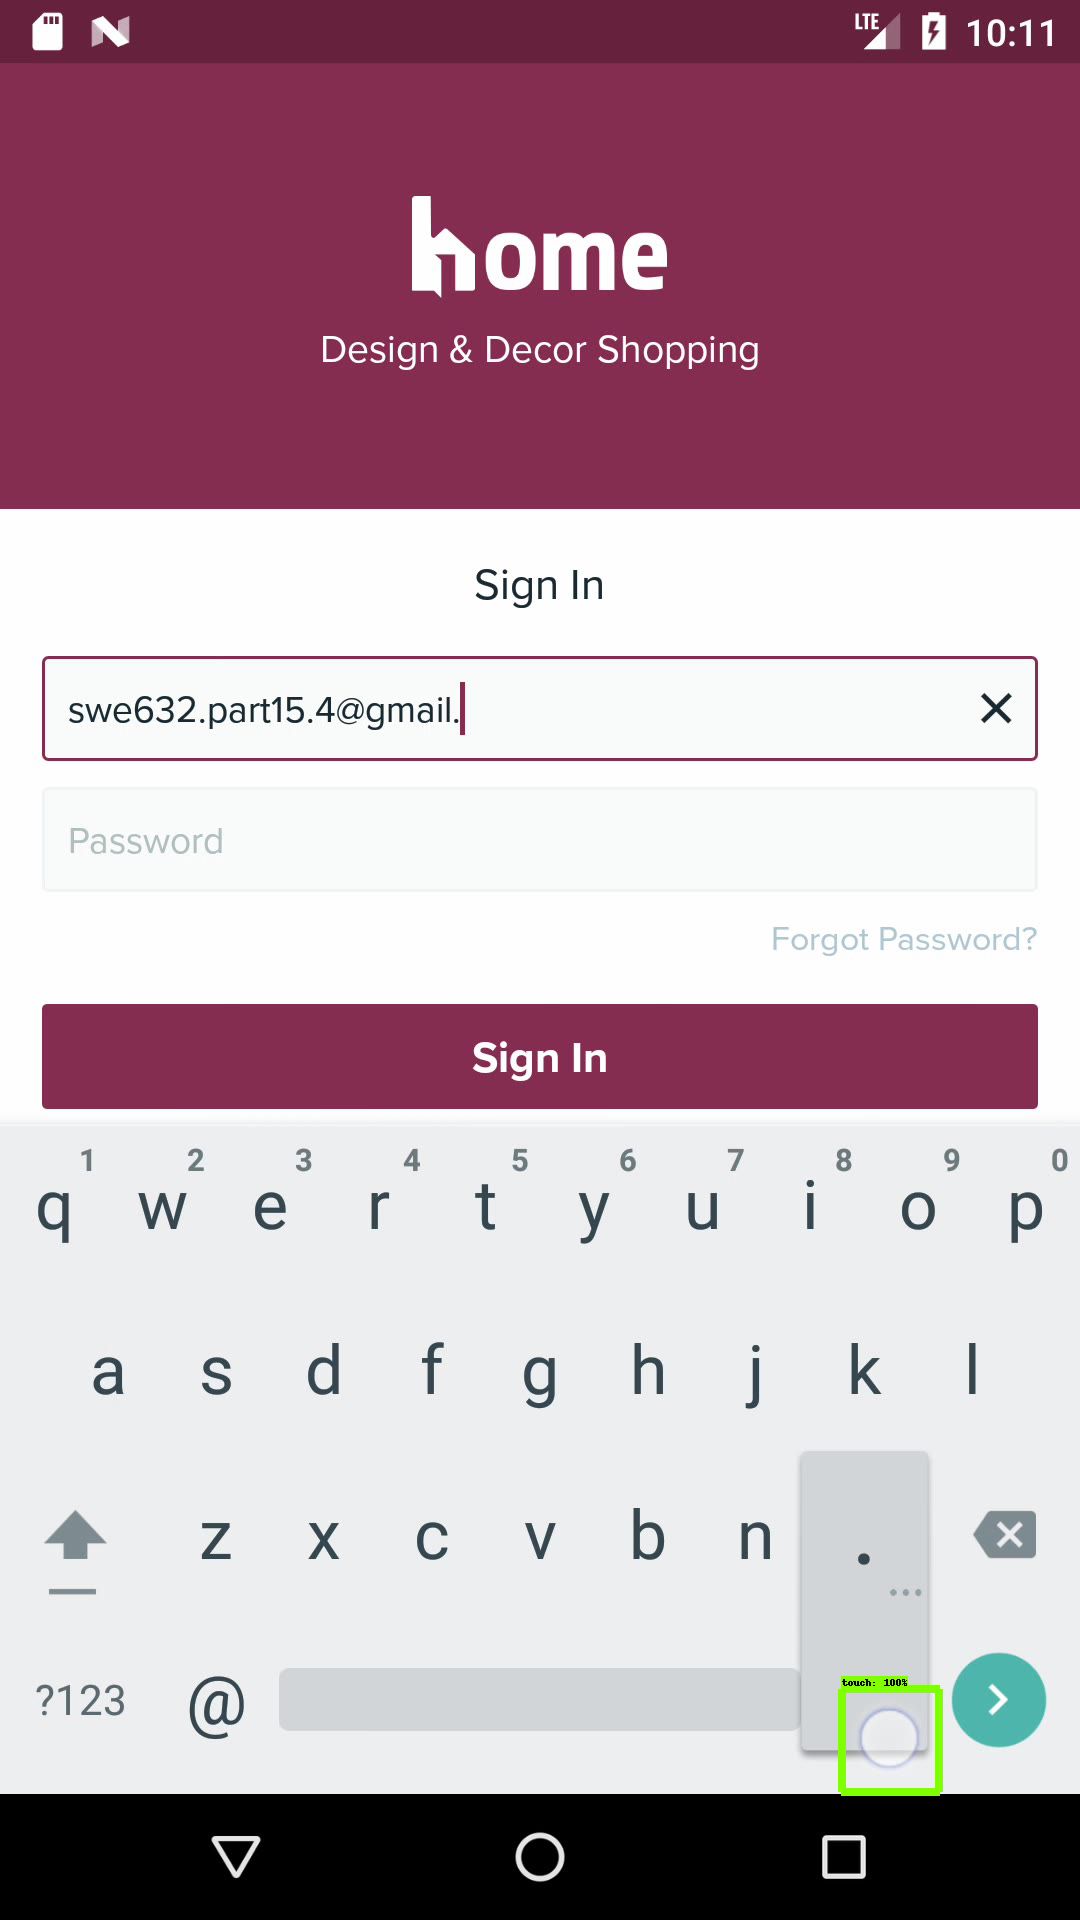 LTE 10:11
home
Design & Decor Shopping
Sign In
swe632.part15.4@gmail.
Password
Forgot Password?
Sign In
1 2 3 4 5 6 7 8 9 0
q w e r t y u i o p
a s d f g h j k l
z x c v b n .
?123 @
touch: 100%